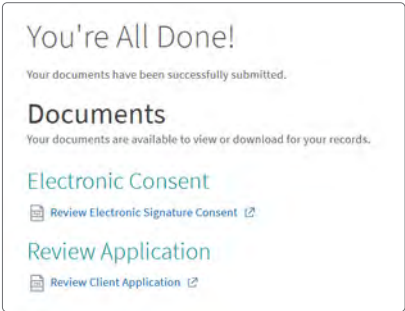 You're All Done!
Your documents have been successfully submitted.
Documents
Your documents are available to view or download for your records.
Electronic Consent
Review Electronic Signature Consent
Review Application
Review Client Application